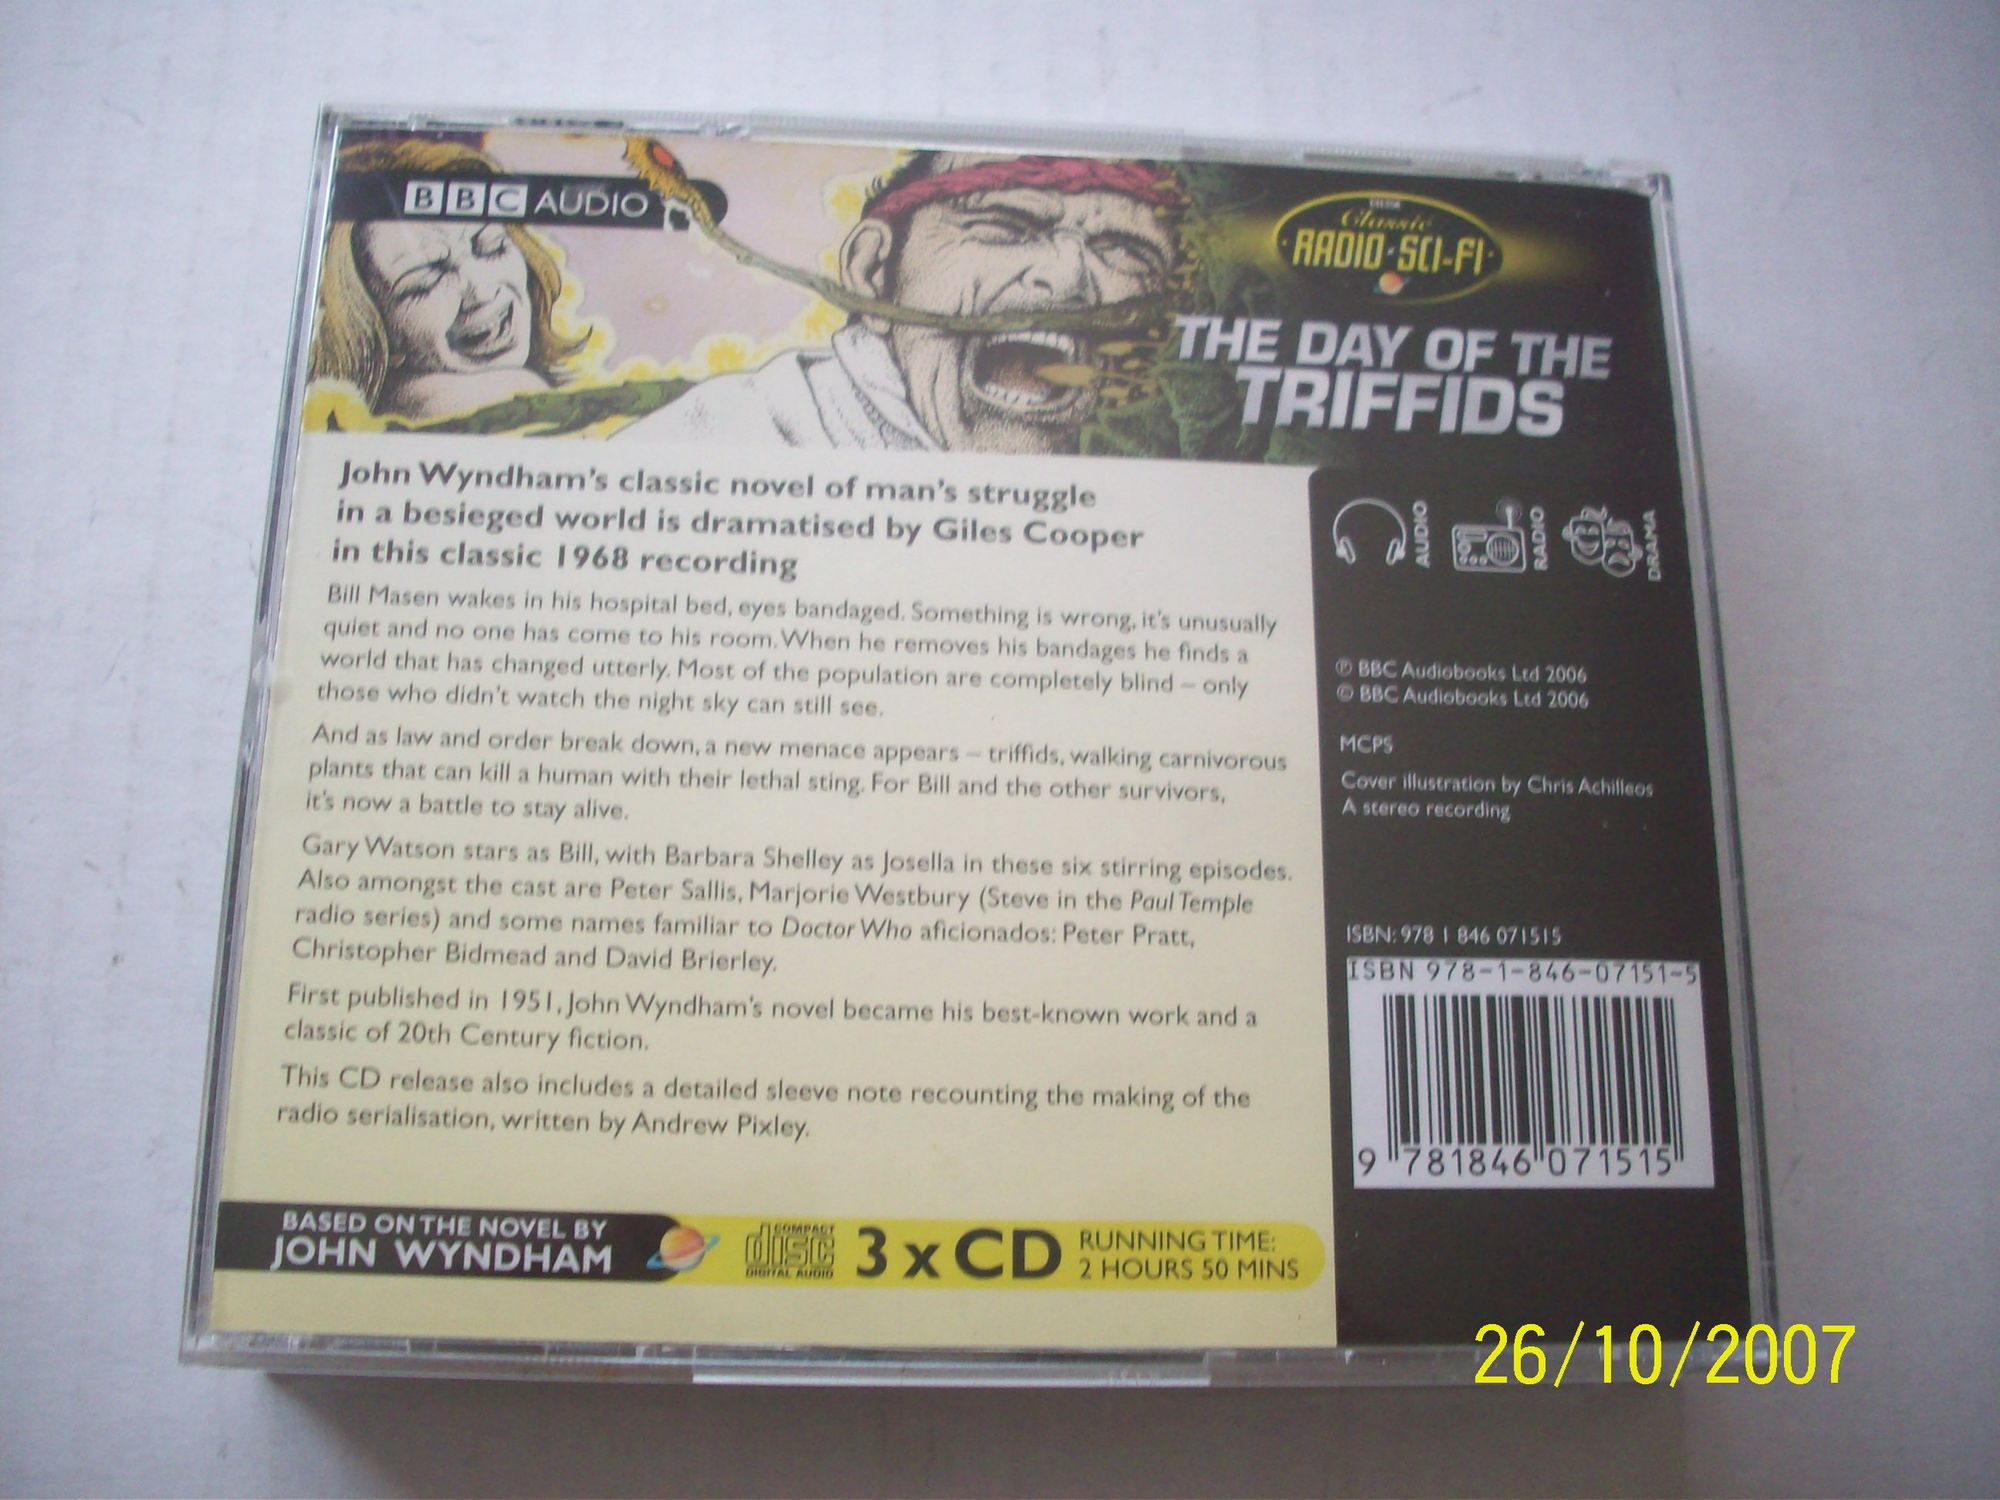 BBC AUDIO
Classic
RADIO·SCI-FI
THE DAY OF THE
TRIFFIDS
John Wyndham's classic novel of man's struggle
in a besieged world is dramatised by Giles Cooper
in this classic 1968 recording
Bill Masen wakes in his hospital bed, eyes bandaged. Something is wrong, it's unusually
quiet and no one has come to his room. When he removes his bandages he finds a
world that has changed utterly. Most of the population are completely blind – only
those who didn't watch the night sky can still see.
And as law and order break down, a new menace appears – triffids, walking carnivorous
plants that can kill a human with their lethal sting. For Bill and the other survivors,
it's now a battle to stay alive.
Gary Watson stars as Bill, with Barbara Shelley as Josella in these six stirring episodes.
Also amongst the cast are Peter Sallis, Marjorie Westbury (Steve in the Paul Temple
radio series) and some names familiar to Doctor Who aficionados: Peter Pratt,
Christopher Bidmead and David Brierley.
First published in 1951, John Wyndham's novel became his best-known work and a
classic of 20th Century fiction.
This CD release also includes a detailed sleeve note recounting the making of the
radio serialisation, written by Andrew Pixley.
BASED ON THE NOVEL BY
JOHN WYNDHAM
COMPACT
disc
DIGITAL AUDIO
3 x CD
RUNNING TIME:
2 HOURS 50 MINS
AUDIO
RADIO
DRAMA
℗ BBC Audiobooks Ltd 2006
© BBC Audiobooks Ltd 2006
MCPS
Cover illustration by Chris Achilleos
A stereo recording
ISBN: 978 1 846 071515
ISBN 978-1-846-07151-5
9 781846 071515
26/10/2007